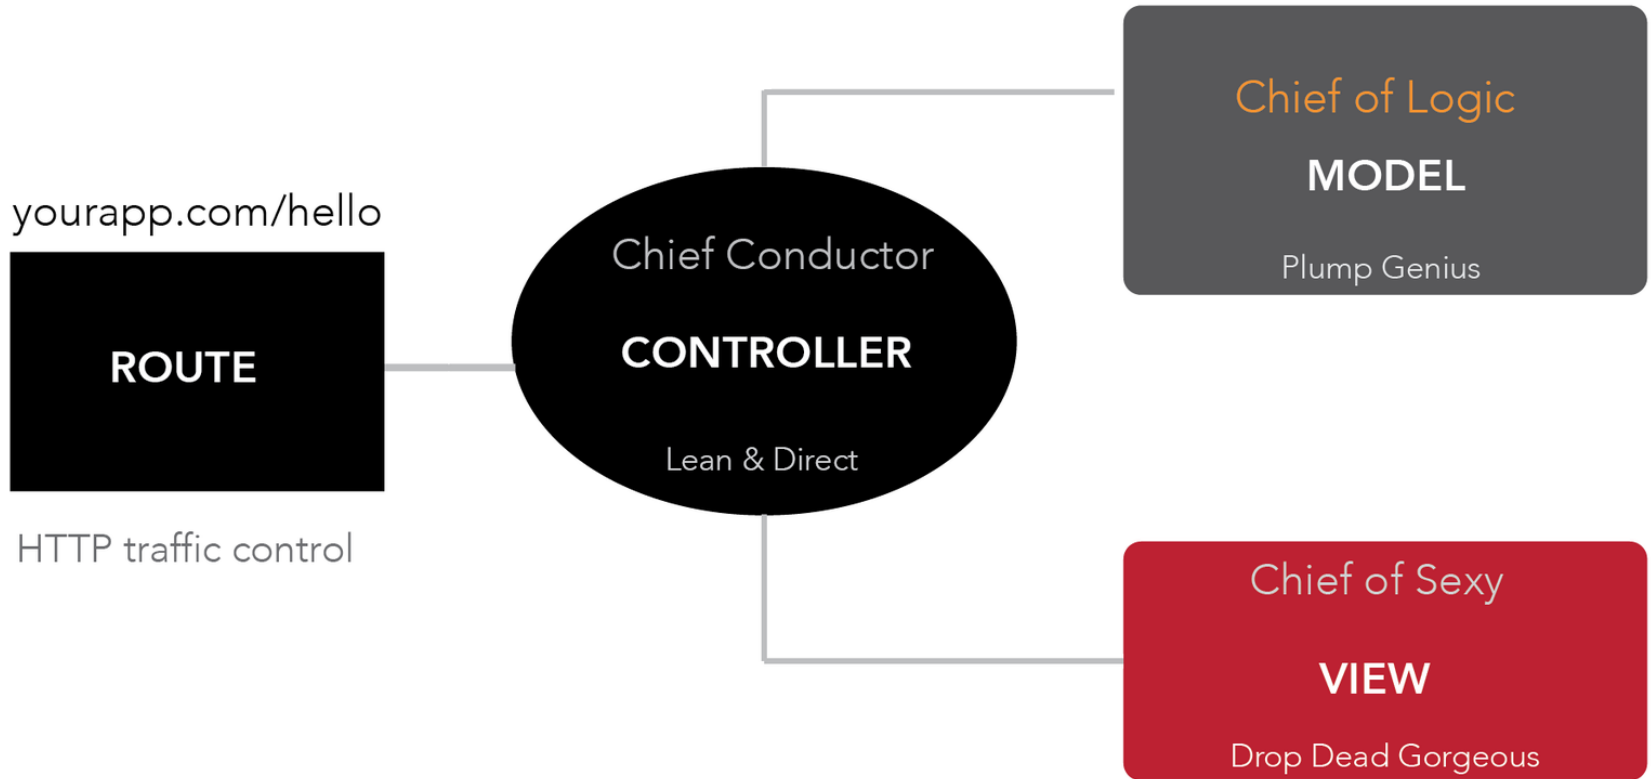 yourapp.com/hello
ROUTE
HTTP traffic control
Chief Conductor
CONTROLLER
Lean & Direct
Chief of Logic
MODEL
Plump Genius
Chief of Sexy
VIEW
Drop Dead Gorgeous